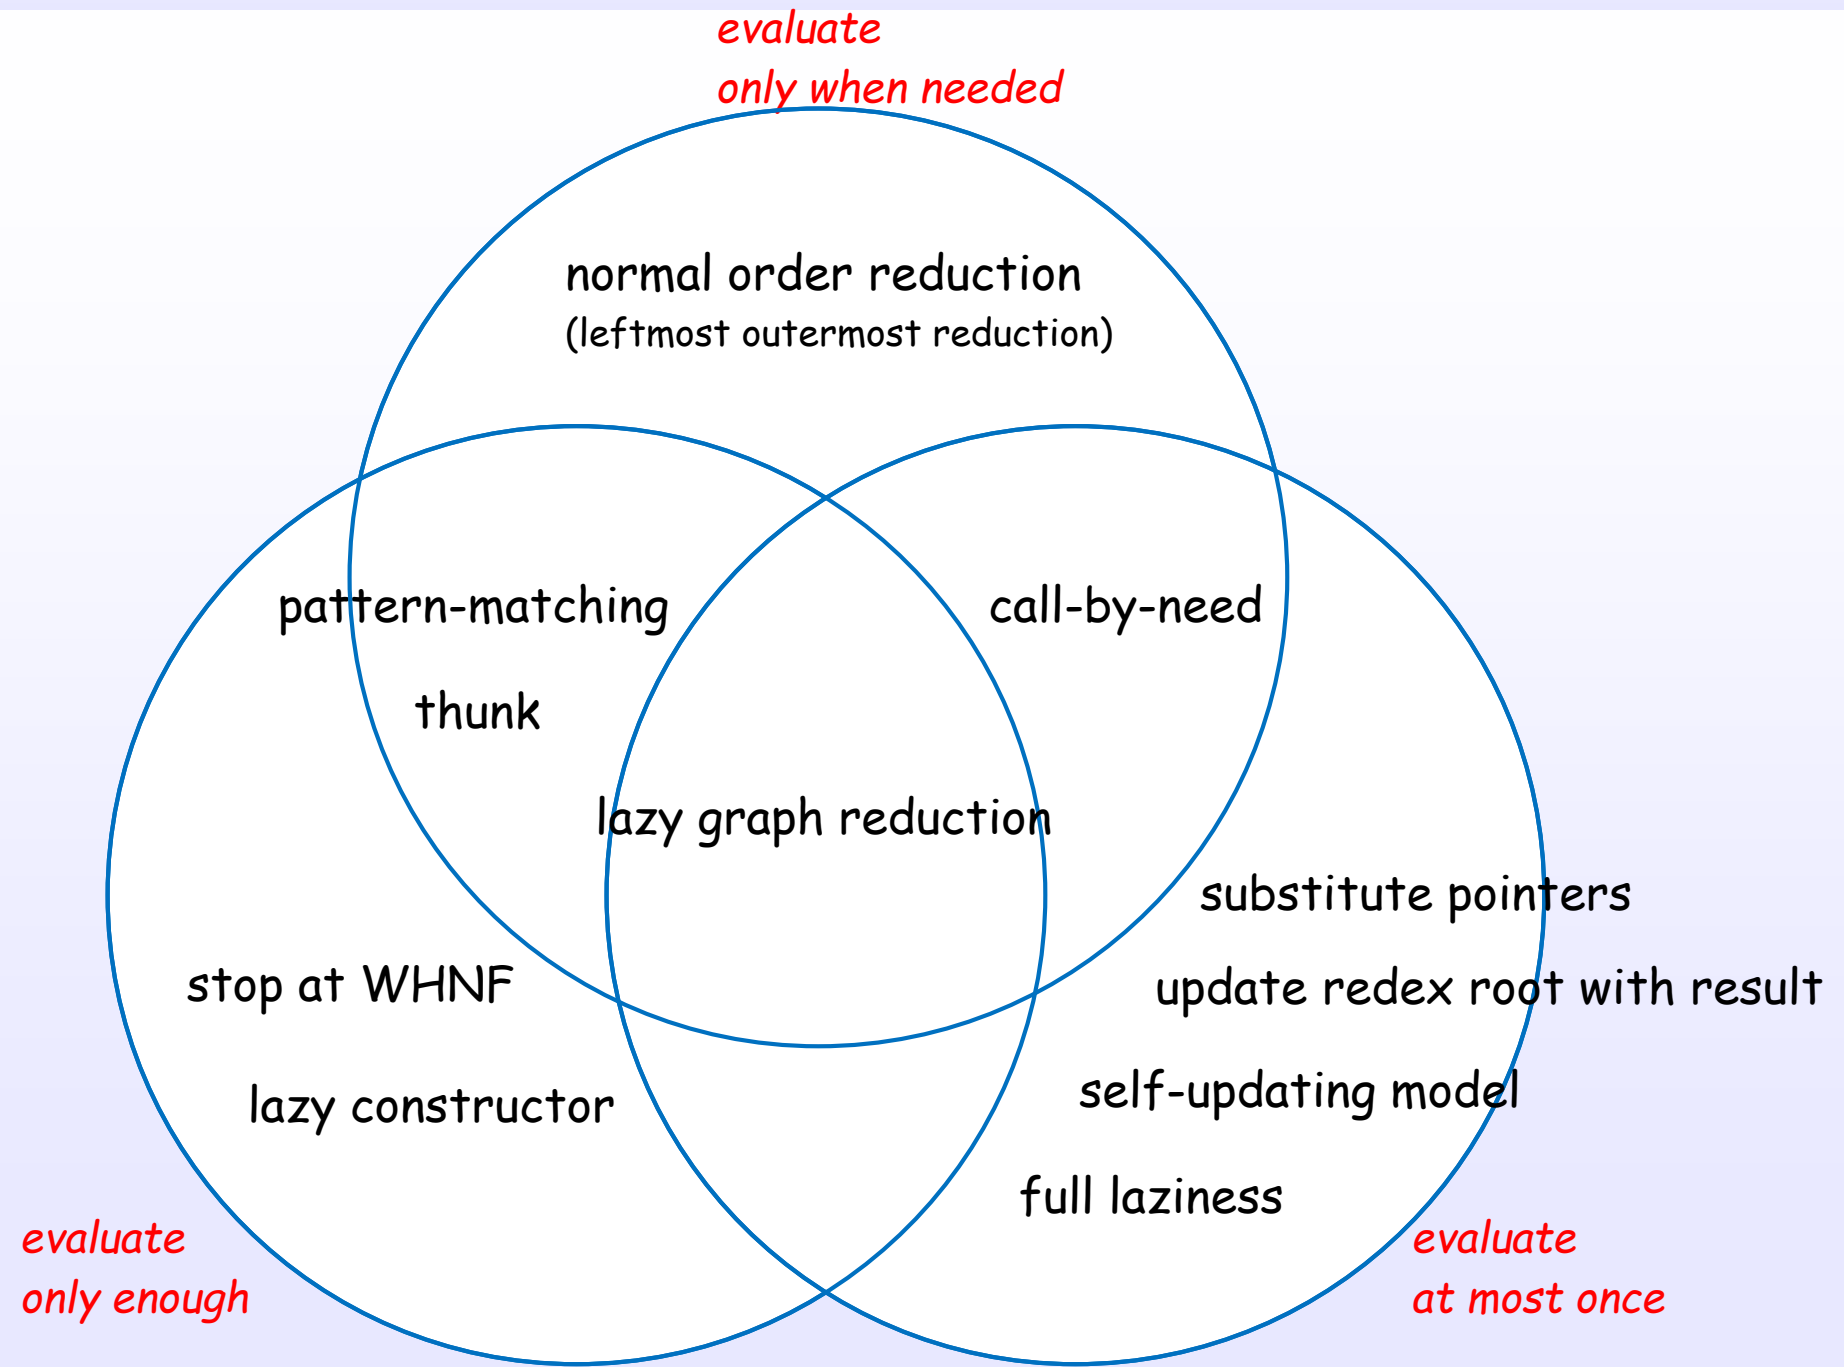 evaluate
only when needed
normal order reduction
(leftmost outermost reduction)
pattern-matching
call-by-need
thunk
lazy graph reduction
substitute pointers
stop at WHNF
update redex root with result
lazy constructor
self-updating model
full laziness
evaluate
only enough
evaluate
at most once